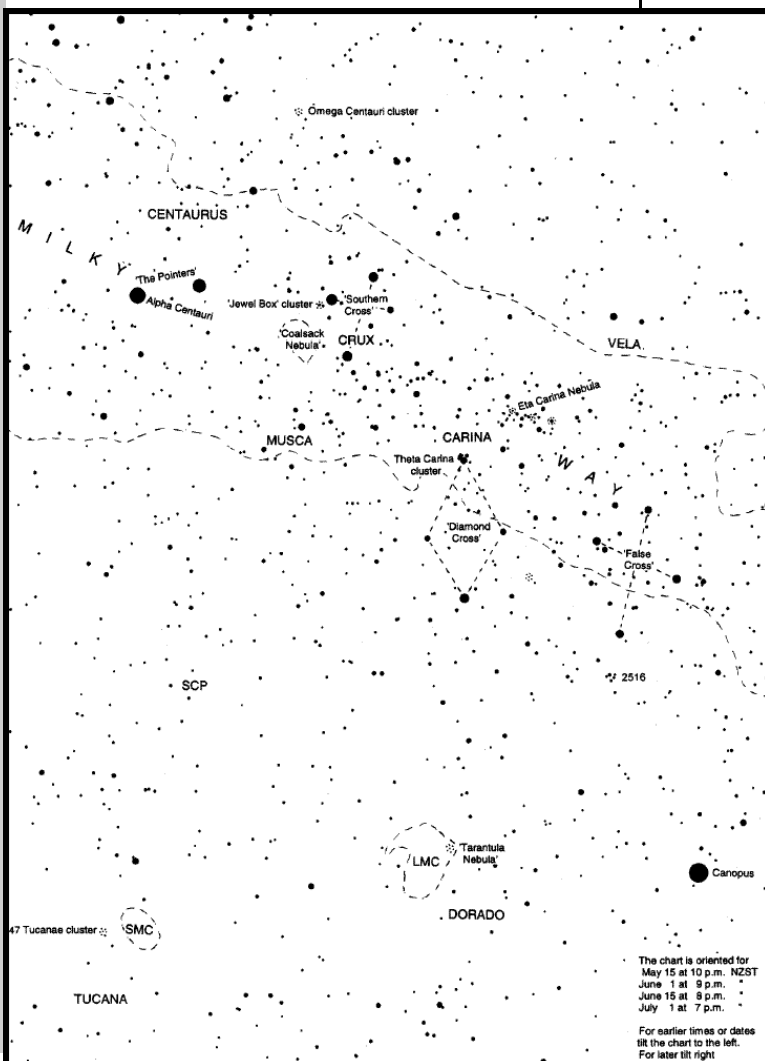 Omega Centauri cluster
CENTAURUS
MILKY
'The Pointers'
Alpha Centauri
'Jewel Box' cluster
'Southern
Cross'
'Coalsack
Nebula'
CRUX
VELA
Eta Carina Nebula
MUSCA
CARINA
Theta Carina
cluster
WAY
'Diamond
Cross'
'False
Cross'
2516
SCP
LMC
'Tarantula
Nebula'
Canopus
DORADO
47 Tucanae cluster
SMC
TUCANA
The chart is oriented for
May 15 at 10 p.m. NZST
June 1 at 9 p.m. "
June 15 at 8 p.m. "
July 1 at 7 p.m. "
For earlier times or dates
tilt the chart to the left.
For later tilt right